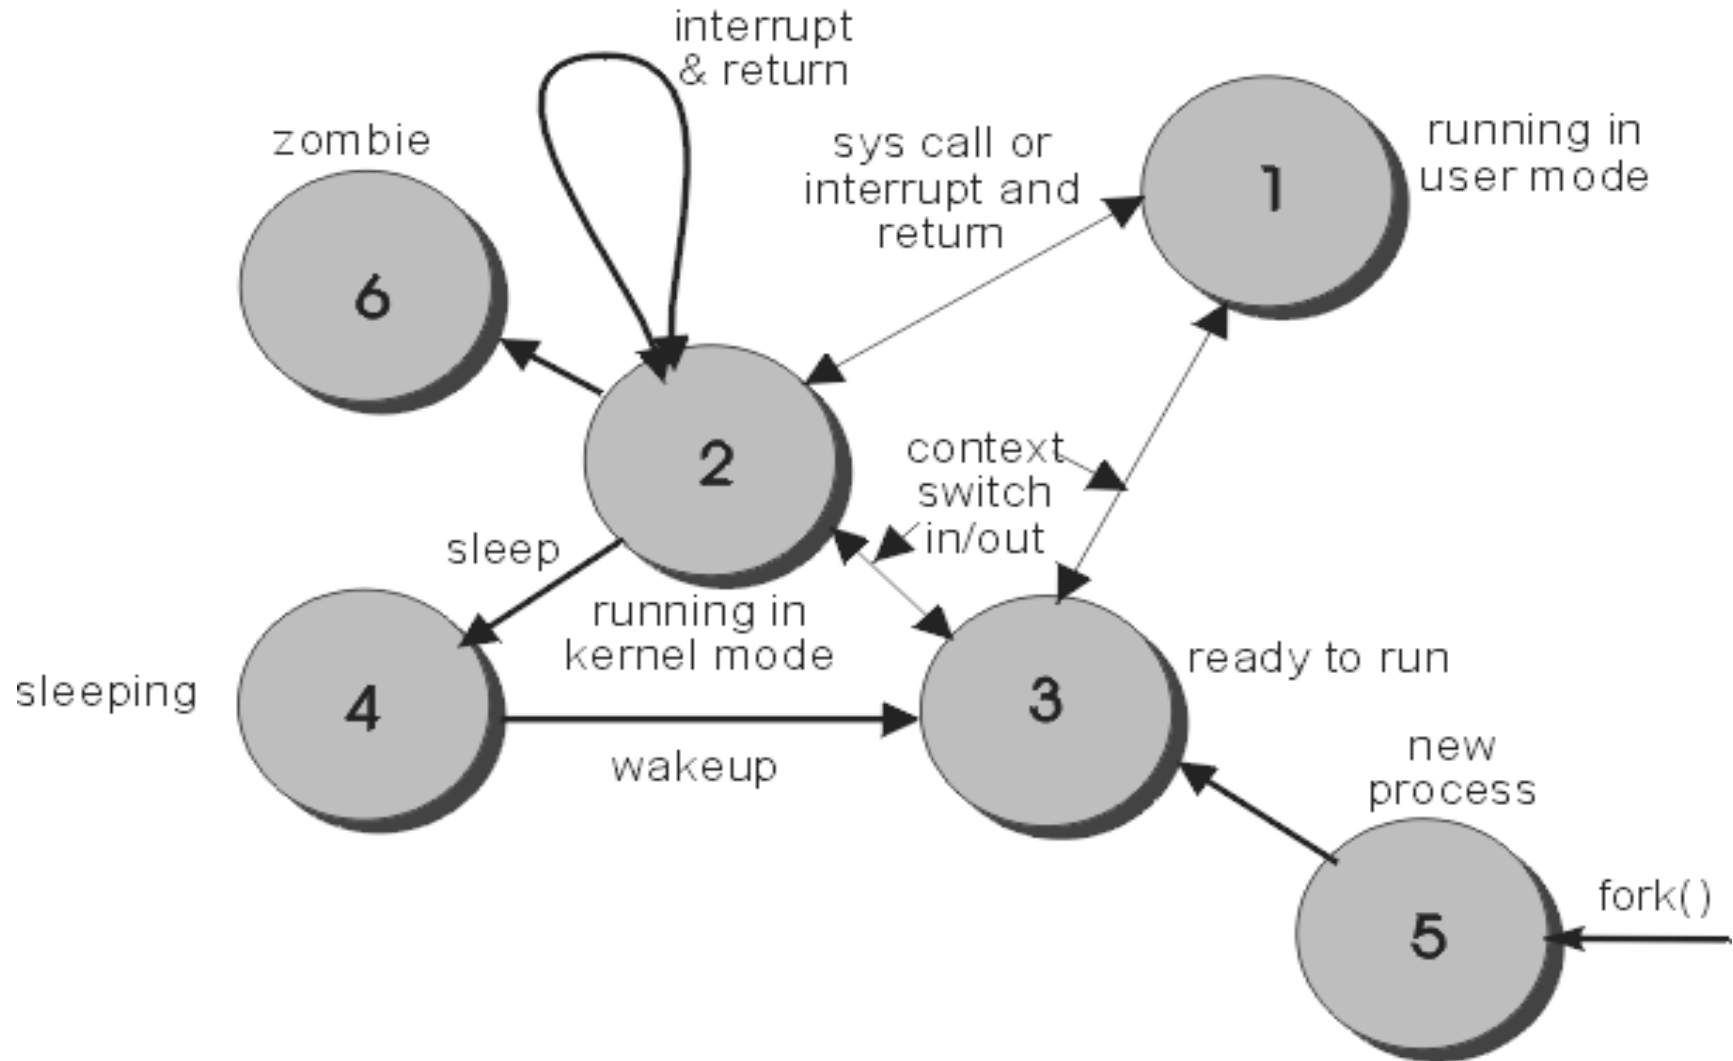 interrupt
& return
zombie
sys call or
interrupt and
return
1
running in
user mode
6
2
context
switch
in/out
sleep
running in
kernel mode
sleeping
4
wakeup
3
ready to run
new
process
5
fork()